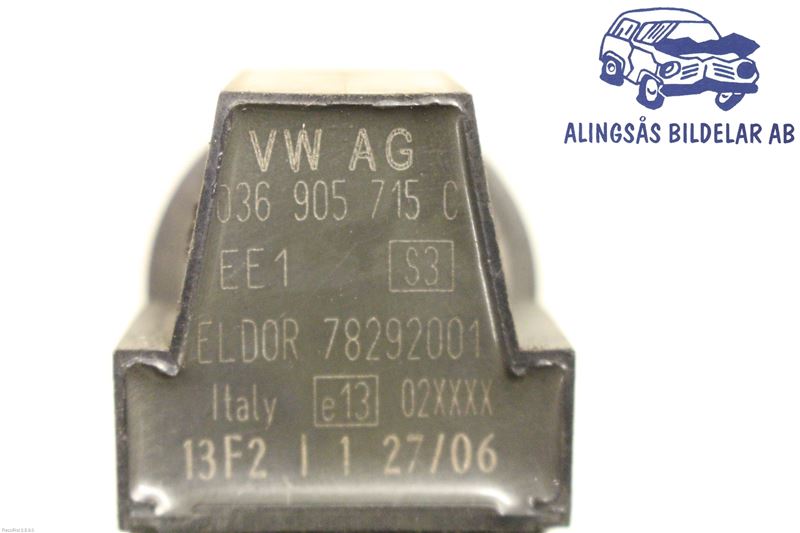 ALINGSÅS BILDELAR AB
VW AG
036 905 715 C
EE1 S3
ELDOR 78292001
Italy e13 02XXXX
13F2 I 1 27/06